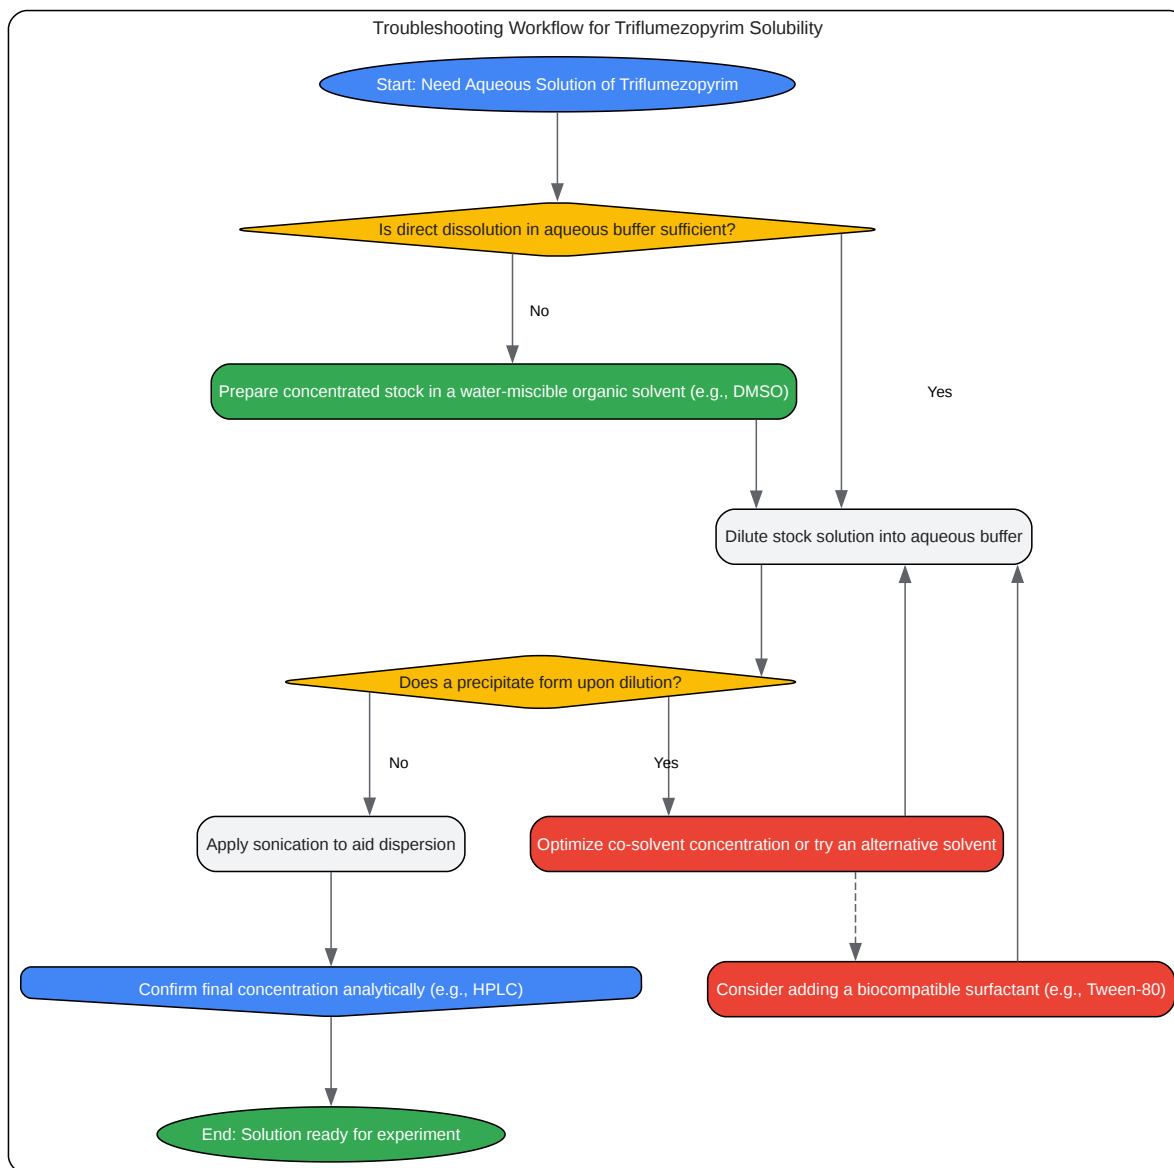 Troubleshooting Workflow for Triflumezopyrim Solubility
Start: Need Aqueous Solution of Triflumezopyrim
Is direct dissolution in aqueous buffer sufficient?
No
Prepare concentrated stock in a water-miscible organic solvent (e.g., DMSO)
Yes
Dilute stock solution into aqueous buffer
Does a precipitate form upon dilution?
No
Yes
Apply sonication to aid dispersion
Optimize co-solvent concentration or try an alternative solvent
Confirm final concentration analytically (e.g., HPLC)
Consider adding a biocompatible surfactant (e.g., Tween-80)
End: Solution ready for experiment